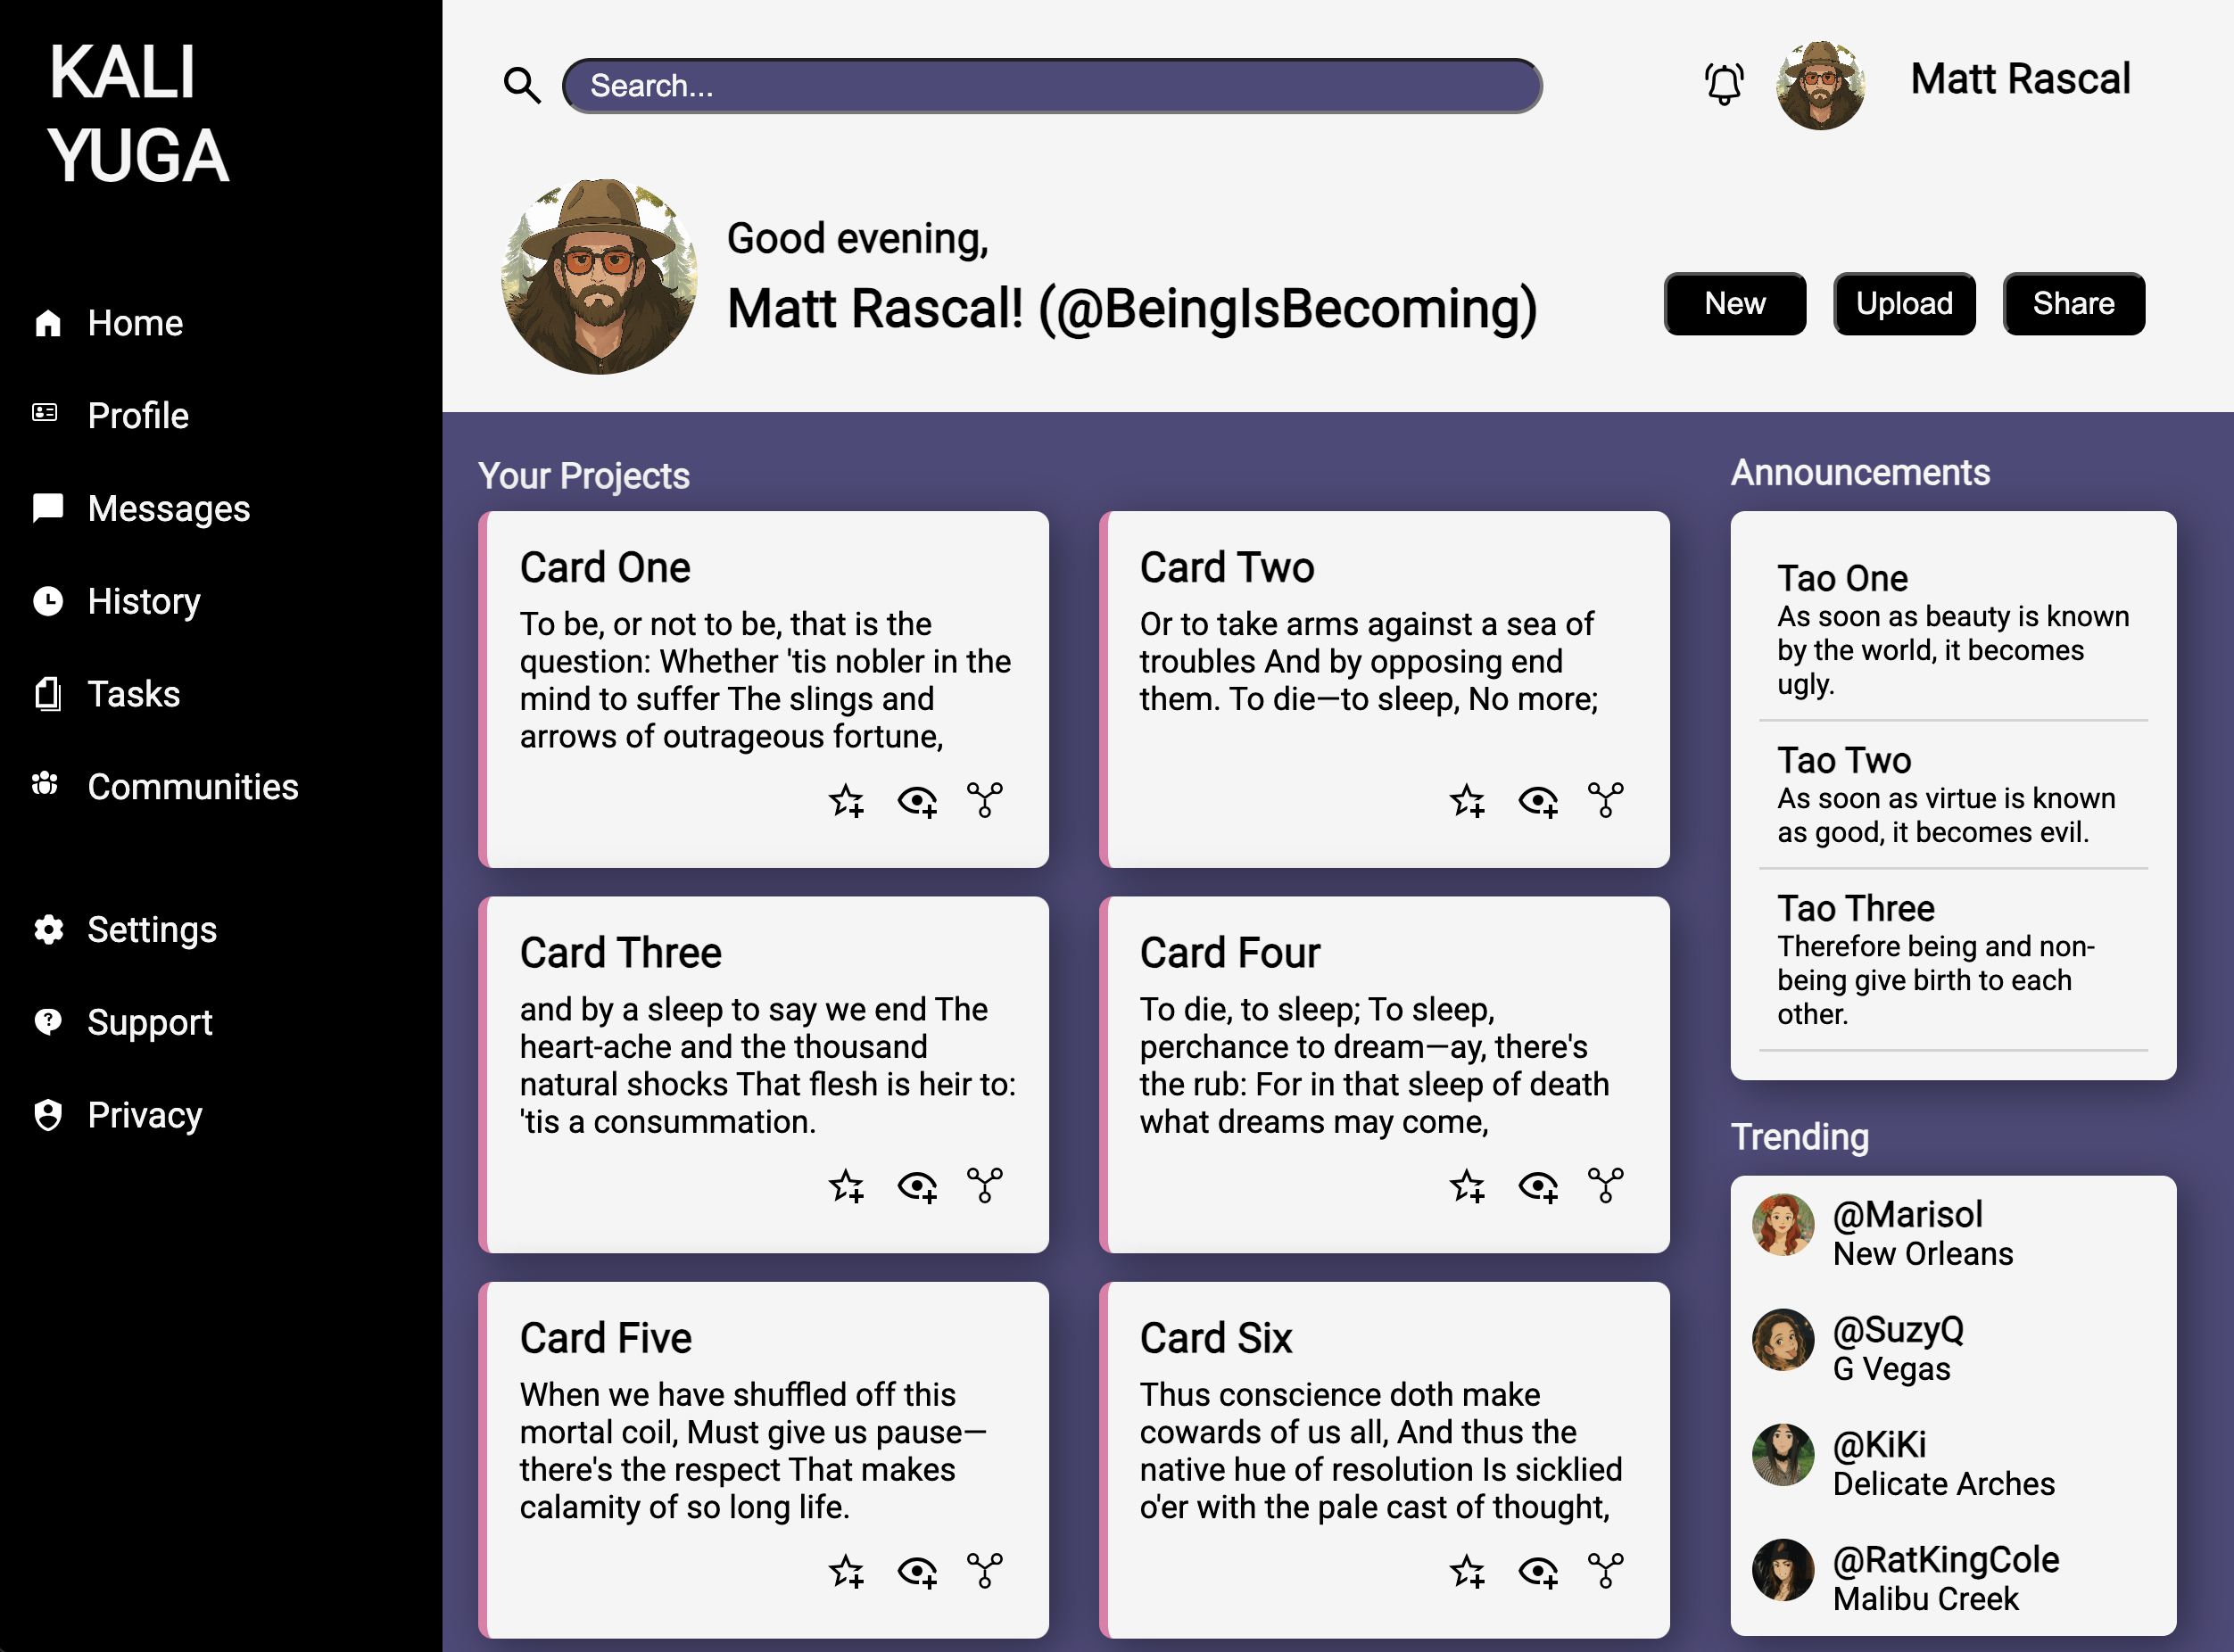 KALI
YUGA
Home
Profile
Messages
History
Tasks
Communities
Settings
Support
Privacy
Search...
Matt Rascal
Good evening,
Matt Rascal! (@BeingIsBecoming)
New
Upload
Share
Your Projects
Card One
To be, or not to be, that is the
question: Whether 'tis nobler in the
mind to suffer The slings and
arrows of outrageous fortune,
Card Two
Or to take arms against a sea of
troubles And by opposing end
them. To die—to sleep, No more;
Card Three
and by a sleep to say we end The
heart-ache and the thousand
natural shocks That flesh is heir to:
'tis a consummation.
Card Four
To die, to sleep; To sleep,
perchance to dream—ay, there's
the rub: For in that sleep of death
what dreams may come,
Card Five
When we have shuffled off this
mortal coil, Must give us pause—
there's the respect That makes
calamity of so long life.
Card Six
Thus conscience doth make
cowards of us all, And thus the
native hue of resolution Is sicklied
o'er with the pale cast of thought,
Announcements
Tao One
As soon as beauty is known
by the world, it becomes
ugly.
Tao Two
As soon as virtue is known
as good, it becomes evil.
Tao Three
Therefore being and non-
being give birth to each
other.
Trending
@Marisol
New Orleans
@SuzyQ
G Vegas
@KiKi
Delicate Arches
@RatKingCole
Malibu Creek